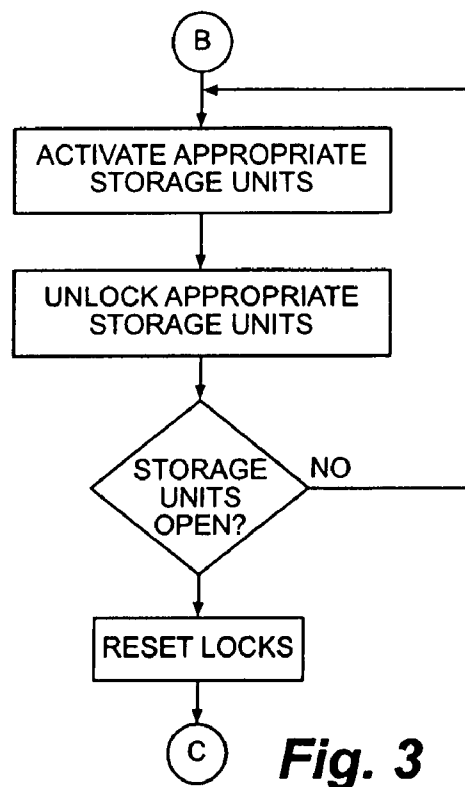 B
ACTIVATE APPROPRIATE
STORAGE UNITS
UNLOCK APPROPRIATE
STORAGE UNITS
STORAGE
UNITS
OPEN?
NO
RESET LOCKS
C
Fig. 3